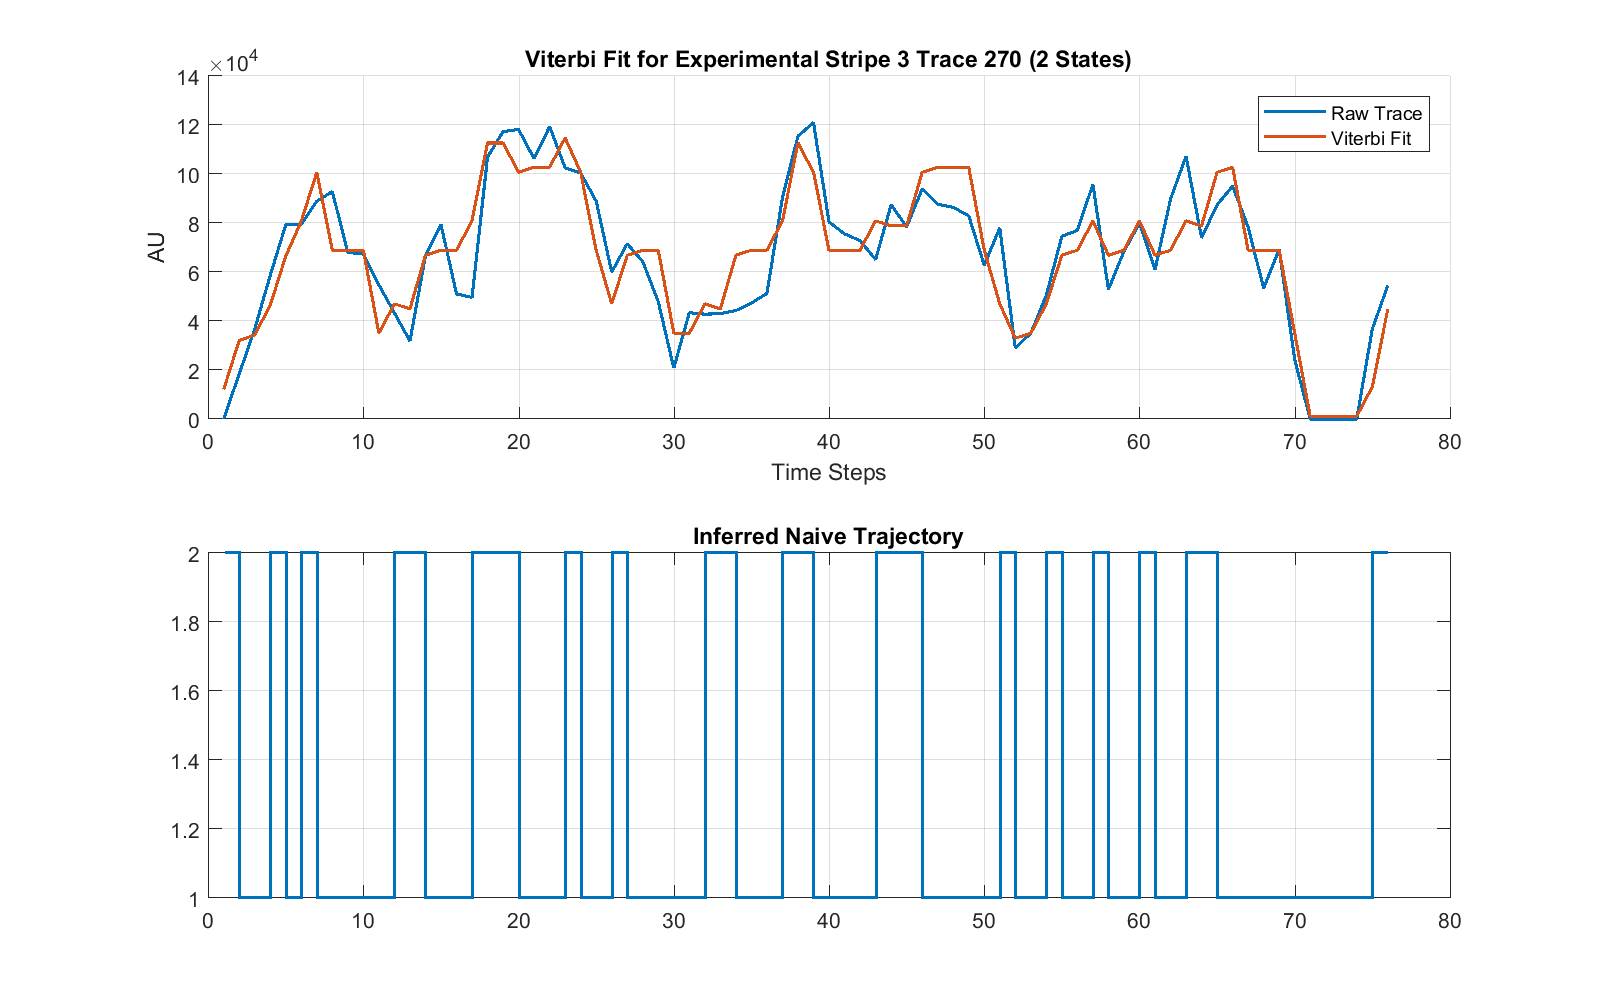 Viterbi Fit for Experimental Stripe 3 Trace 270 (2 States)
×10^4
14
12
10
8
6
4
2
0
AU
Raw Trace
Viterbi Fit
0 10 20 30 40 50 60 70 80
Time Steps
Inferred Naive Trajectory
2
1.8
1.6
1.4
1.2
1
0 10 20 30 40 50 60 70 80